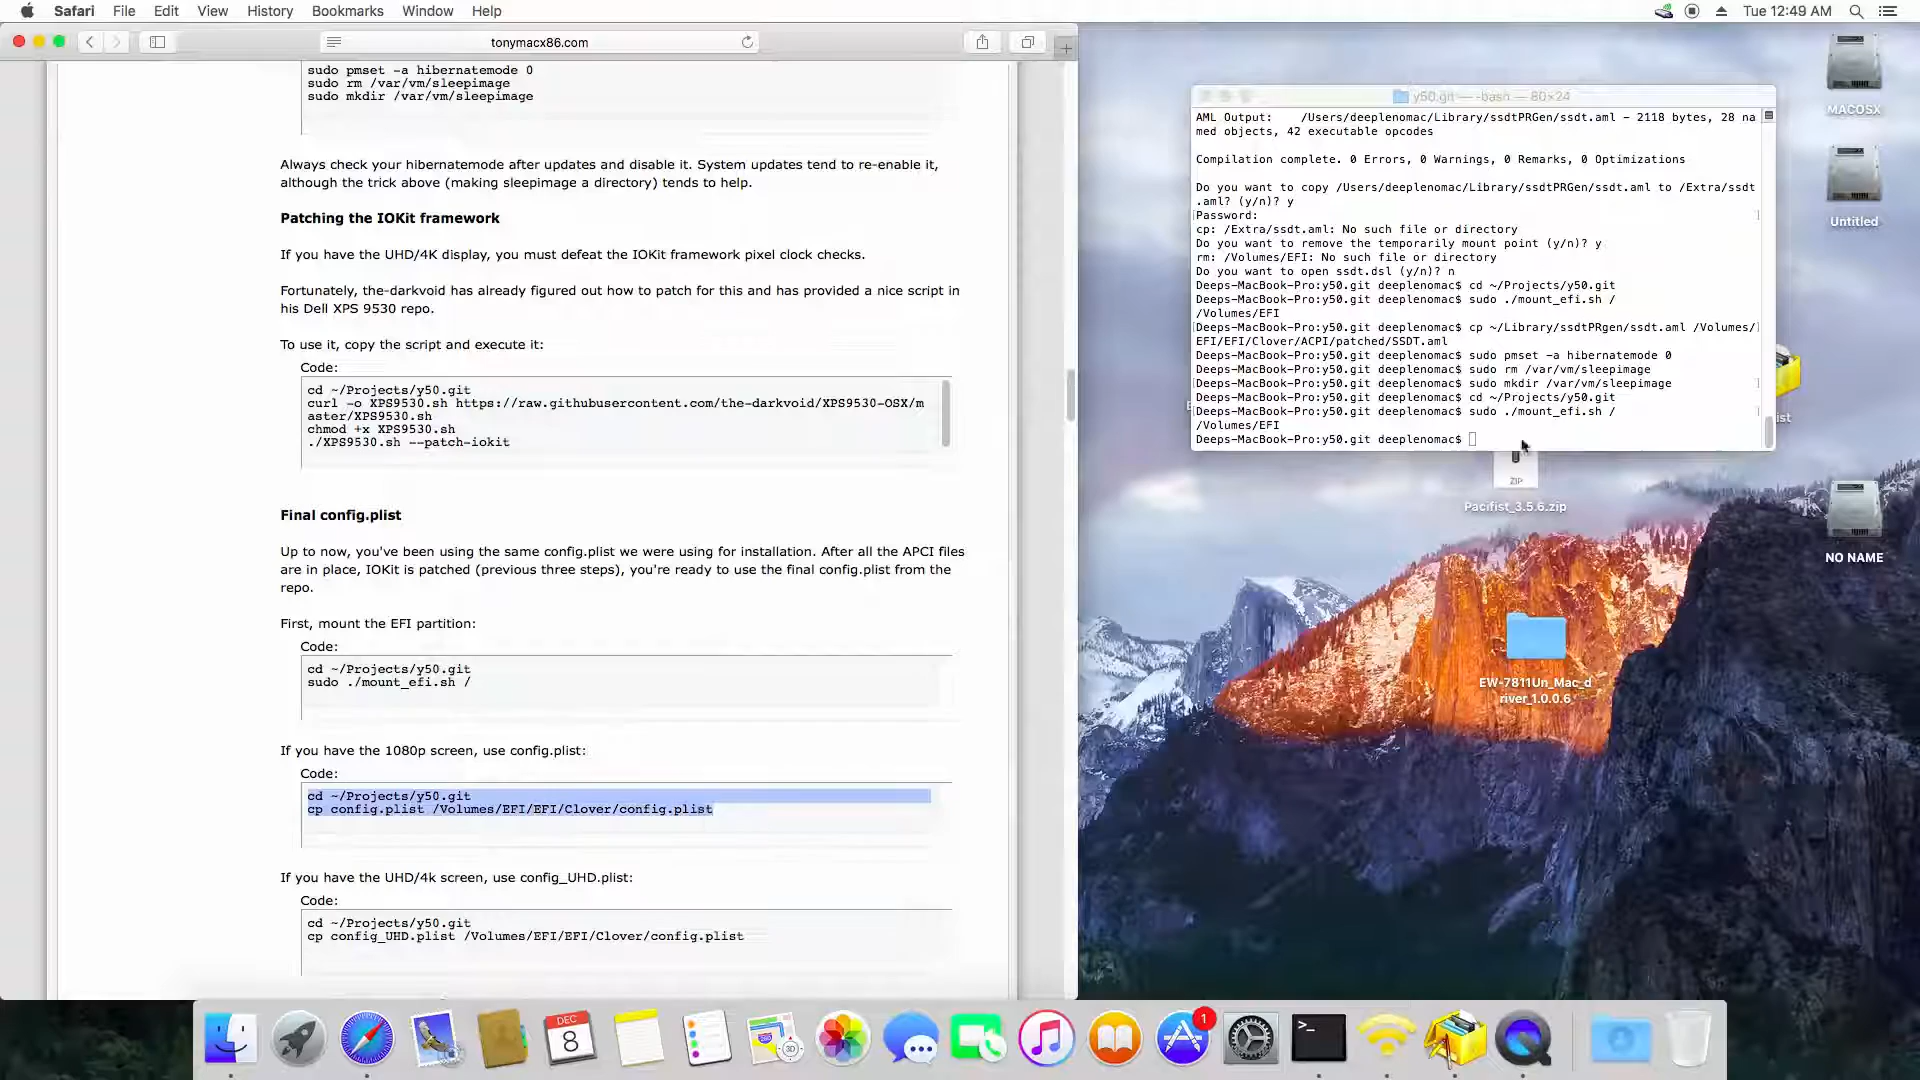 Safari File Edit View History Bookmarks Window Help
Tue 12:49 AM
tonymacx86.com
sudo pmset -a hibernatemode 0
sudo rm /var/vm/sleepimage
sudo mkdir /var/vm/sleepimage
Always check your hibernatemode after updates and disable it. System updates tend to re-enable it,
although the trick above (making sleepimage a directory) tends to help.
Patching the IOKit framework
If you have the UHD/4K display, you must defeat the IOKit framework pixel clock checks.
Fortunately, the-darkvoid has already figured out how to patch for this and has provided a nice script in
his Dell XPS 9530 repo.
To use it, copy the script and execute it:
Code:
cd ~/Projects/y50.git
curl -o XPS9530.sh https://raw.githubusercontent.com/the-darkvoid/XPS9530-OSX/m
aster/XPS9530.sh
chmod +x XPS9530.sh
./XPS9530.sh --patch-iokit
Final config.plist
Up to now, you've been using the same config.plist we were using for installation. After all the APCI files
are in place, IOKit is patched (previous three steps), you're ready to use the final config.plist from the
repo.
First, mount the EFI partition:
Code:
cd ~/Projects/y50.git
sudo ./mount_efi.sh /
If you have the 1080p screen, use config.plist:
Code:
cd ~/Projects/y50.git
cp config.plist /Volumes/EFI/EFI/Clover/config.plist
If you have the UHD/4k screen, use config_UHD.plist:
Code:
cd ~/Projects/y50.git
cp config_UHD.plist /Volumes/EFI/EFI/Clover/config.plist
y50.git — -bash — 80×24
AML Output:    /Users/deeplenomac/Library/ssdtPRGen/ssdt.aml - 2118 bytes, 28 na
med objects, 42 executable opcodes
Compilation complete. 0 Errors, 0 Warnings, 0 Remarks, 0 Optimizations
Do you want to copy /Users/deeplenomac/Library/ssdtPRGen/ssdt.aml to /Extra/ssdt
.aml? (y/n)? y
Password:
cp: /Extra/ssdt.aml: No such file or directory
Do you want to remove the temporarily mount point (y/n)? y
rm: /Volumes/EFI: No such file or directory
Do you want to open ssdt.dsl (y/n)? n
Deeps-MacBook-Pro:y50.git deeplenomac$ cd ~/Projects/y50.git
Deeps-MacBook-Pro:y50.git deeplenomac$ sudo ./mount_efi.sh /
/Volumes/EFI
Deeps-MacBook-Pro:y50.git deeplenomac$ cp ~/Library/ssdtPRgen/ssdt.aml /Volumes/
EFI/EFI/Clover/ACPI/patched/SSDT.aml
Deeps-MacBook-Pro:y50.git deeplenomac$ sudo pmset -a hibernatemode 0
Deeps-MacBook-Pro:y50.git deeplenomac$ sudo rm /var/vm/sleepimage
Deeps-MacBook-Pro:y50.git deeplenomac$ sudo mkdir /var/vm/sleepimage
Deeps-MacBook-Pro:y50.git deeplenomac$ cd ~/Projects/y50.git
Deeps-MacBook-Pro:y50.git deeplenomac$ sudo ./mount_efi.sh /
/Volumes/EFI
Deeps-MacBook-Pro:y50.git deeplenomac$
MACOSX
Untitled
ist
ZIP
Pacifist_3.5.6.zip
NO NAME
EW-7811Un_Mac_d
river_1.0.0.6
DEC
8
3D
1
>_